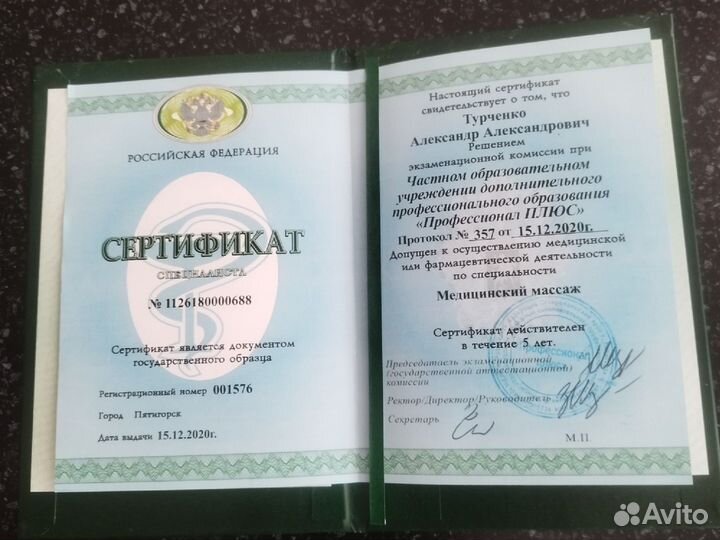 РОССИЙСКАЯ ФЕДЕРАЦИЯ
СЕРТИФИКАТ
СПЕЦИАЛИСТА
№ 1126180000688
Сертификат является документом
государственного образца
Регистрационный номер 001576
Город Пятигорск
Дата выдачи 15.12.2020г.
Настоящий сертификат
свидетельствует о том, что
Турченко
Александр Александрович
Решением
экзаменационной комиссии при
Частном образовательном
учреждении дополнительного
профессионального образования
«Профессионал ПЛЮС»
Протокол № 357 от 15.12.2020г.
Допущен к осуществлению медицинской
или фармацевтической деятельности
по специальности
Медицинский массаж
Сертификат действителен
в течение 5 лет.
Председатель экзаменационной
(государственной аттестационной)
комиссии
Ректор/Директор/Руководитель
Секретарь
М.П.
Профессионал
Avito